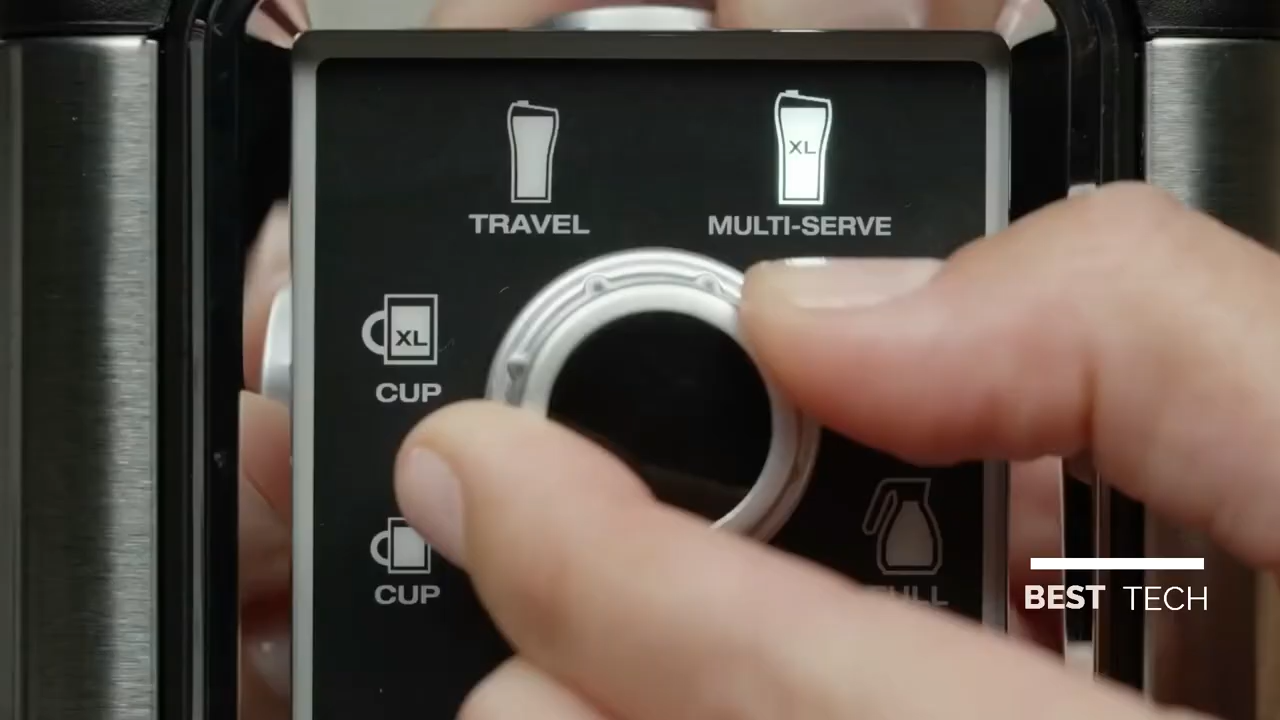 XL
TRAVEL
MULTI-SERVE
XL
CUP
CUP
BEST TECH